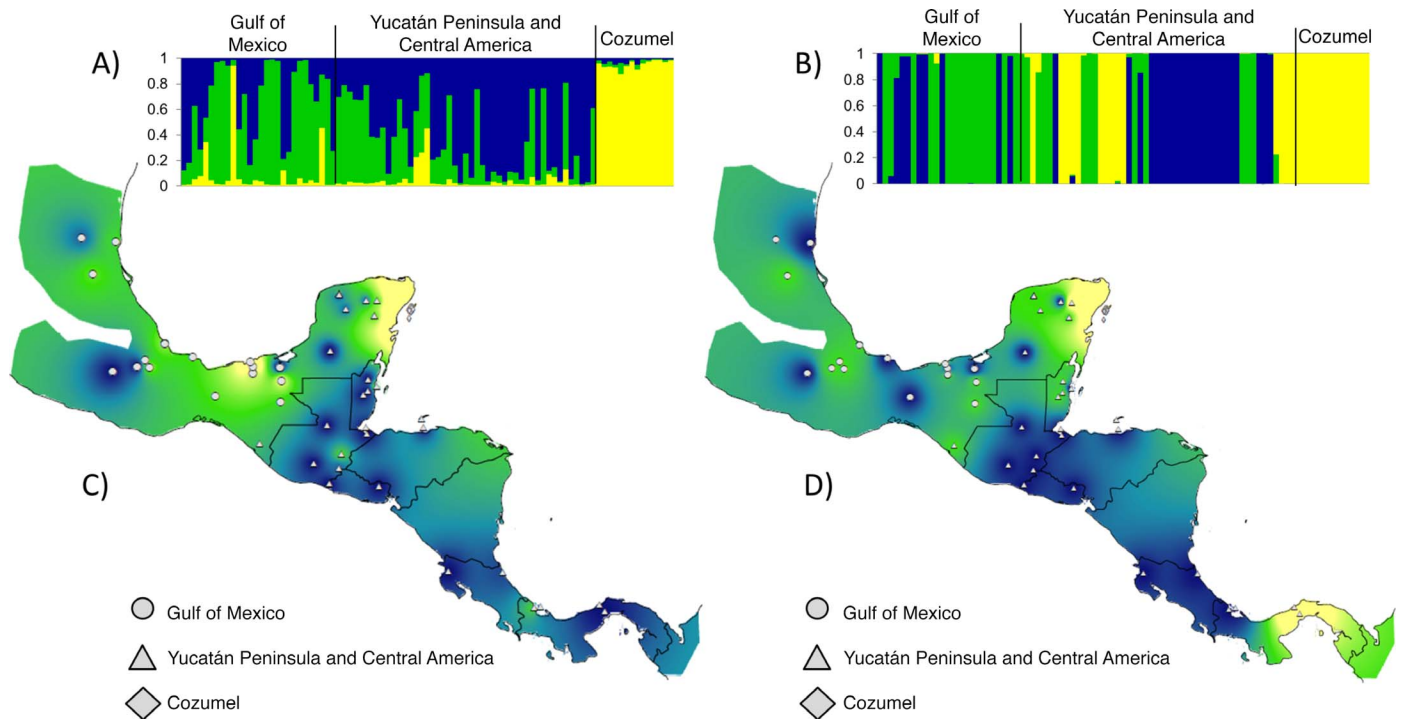 A)
Gulf of
Mexico
Yucatán Peninsula and
Central America
Cozumel
1
0.8
0.6
0.4
0.2
0
B)
Gulf of
Mexico
Yucatán Peninsula and
Central America
Cozumel
1
0.8
0.6
0.4
0.2
0
C)
Gulf of Mexico
Yucatán Peninsula and Central America
Cozumel
D)
Gulf of Mexico
Yucatán Peninsula and Central America
Cozumel